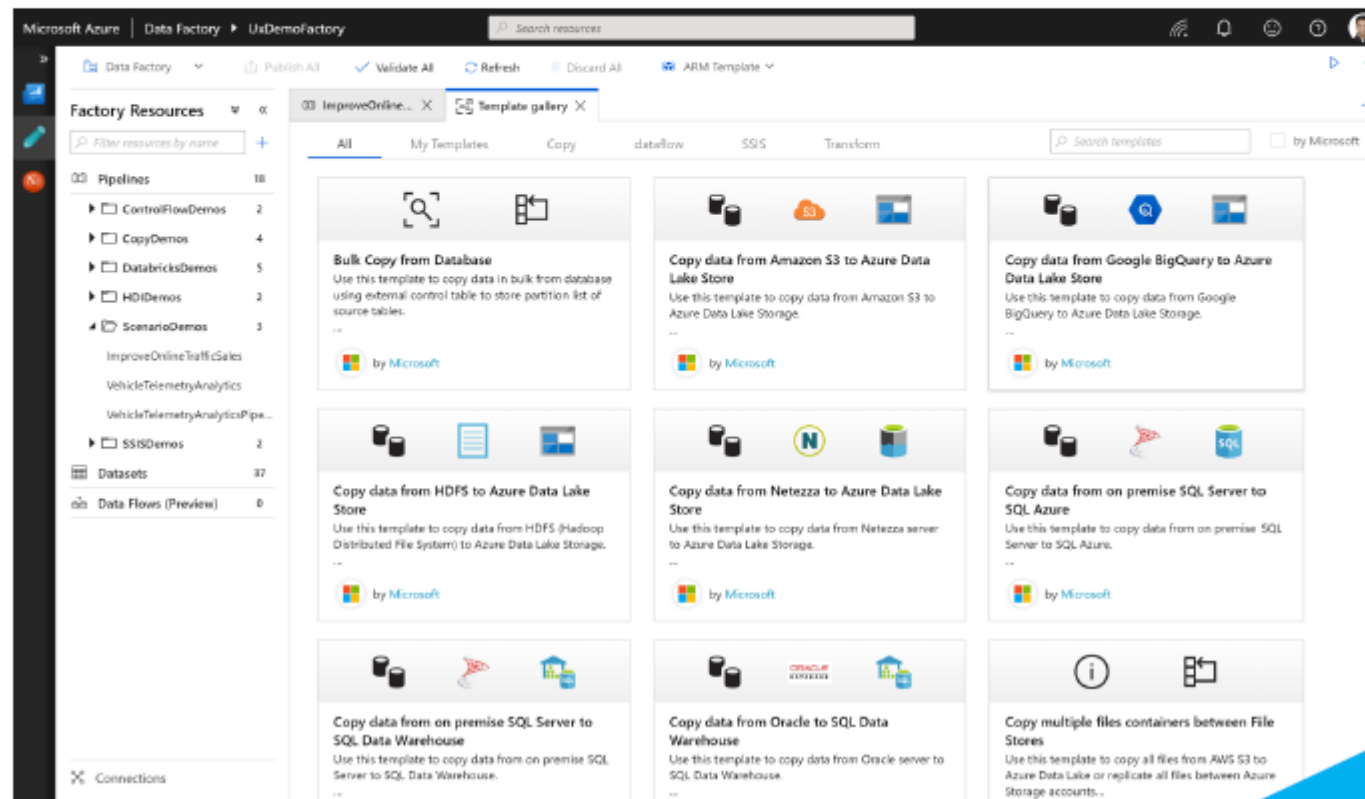 Microsoft Azure | Data Factory ▸ UxDemoFactory
Search resources
Data Factory
Publish All
Validate All
Refresh
Discard All
ARM Template
Factory Resources
Filter resources by name
Pipelines 18
ControlFlowDemos 2
CopyDemos 4
DatabricksDemos 5
HDIDemos 2
ScenarioDemos 3
ImproveOnlineTrafficSales
VehicleTelemetryAnalytics
VehicleTelemetryAnalyticsPipe...
SSISDemos 2
Datasets 37
Data Flows (Preview) 0
Connections
ImproveOnline...
Template gallery
All
My Templates
Copy
dataflow
SSIS
Transform
Search templates
by Microsoft
Bulk Copy from Database
Use this template to copy data in bulk from database
using external control table to store partition list of
source tables.
...
by Microsoft
S3
Copy data from Amazon S3 to Azure Data
Lake Store
Use this template to copy data from Amazon S3 to
Azure Data Lake Storage.
...
by Microsoft
Copy data from Google BigQuery to Azure
Data Lake Store
Use this template to copy data from Google
BigQuery to Azure Data Lake Storage.
...
by Microsoft
Copy data from HDFS to Azure Data Lake
Store
Use this template to copy data from HDFS (Hadoop
Distributed File System) to Azure Data Lake Storage.
...
by Microsoft
N
Copy data from Netezza to Azure Data Lake
Store
Use this template to copy data from Netezza server
to Azure Data Lake Storage.
...
by Microsoft
SQL
Copy data from on premise SQL Server to
SQL Azure
Use this template to copy data from on premise SQL
Server to SQL Azure.
...
by Microsoft
Copy data from on premise SQL Server to
SQL Data Warehouse
Use this template to copy data from on premise SQL
Server to SQL Data Warehouse.
...
ORACLE
Copy data from Oracle to SQL Data
Warehouse
Use this template to copy data from Oracle server to
SQL Data Warehouse.
...
Copy multiple files containers between File
Stores
Use this template to copy all files from AWS S3 to
Azure Data Lake or replicate all files between Azure
Storage accounts...